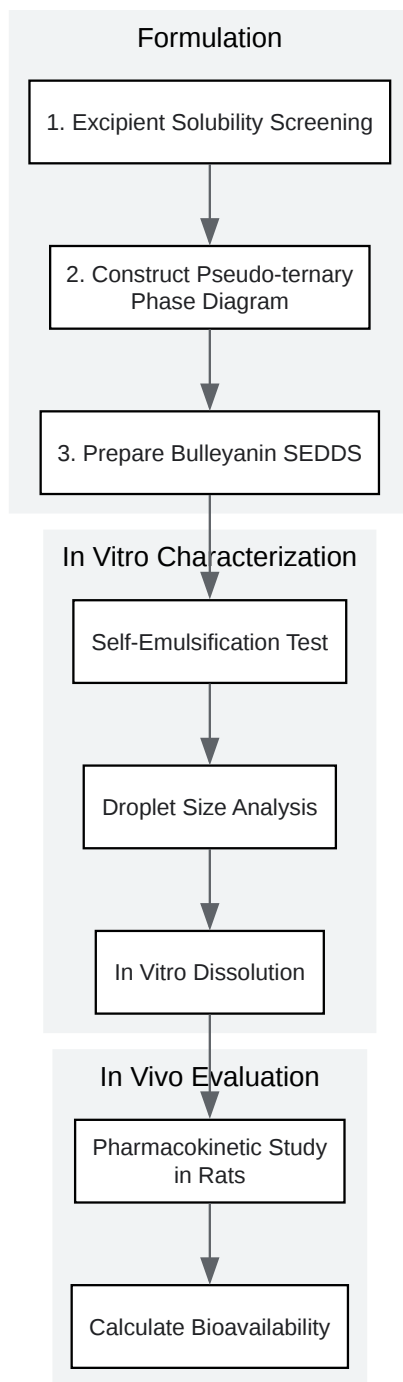 Formulation
1. Excipient Solubility Screening
2. Construct Pseudo-ternary
Phase Diagram
3. Prepare Bulleyanin SEDDS
In Vitro Characterization
Self-Emulsification Test
Droplet Size Analysis
In Vitro Dissolution
In Vivo Evaluation
Pharmacokinetic Study
in Rats
Calculate Bioavailability